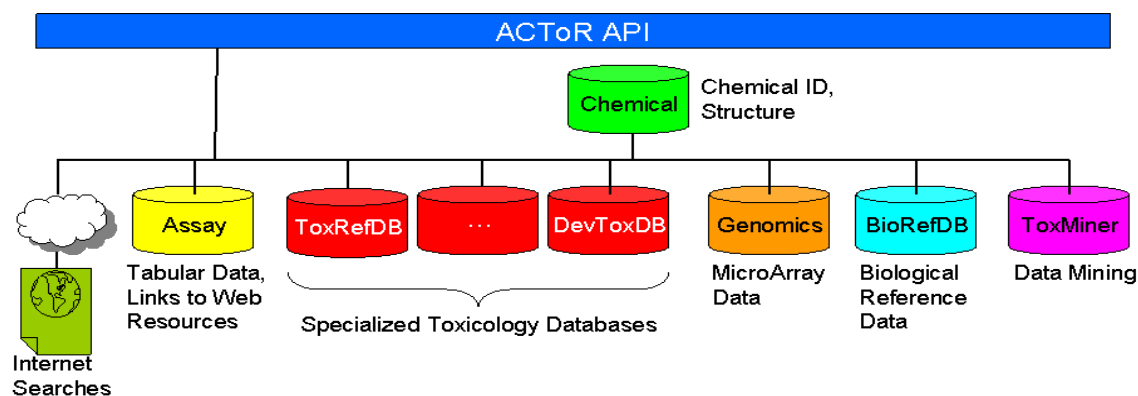 ACToR API
Chemical
Chemical ID,
Structure
Assay
ToxRefDB
...
DevToxDB
Genomics
BioRefDB
ToxMiner
Tabular Data,
Links to Web
Resources
Specialized Toxicology Databases
MicroArray
Data
Biological
Reference
Data
Data Mining
Internet
Searches